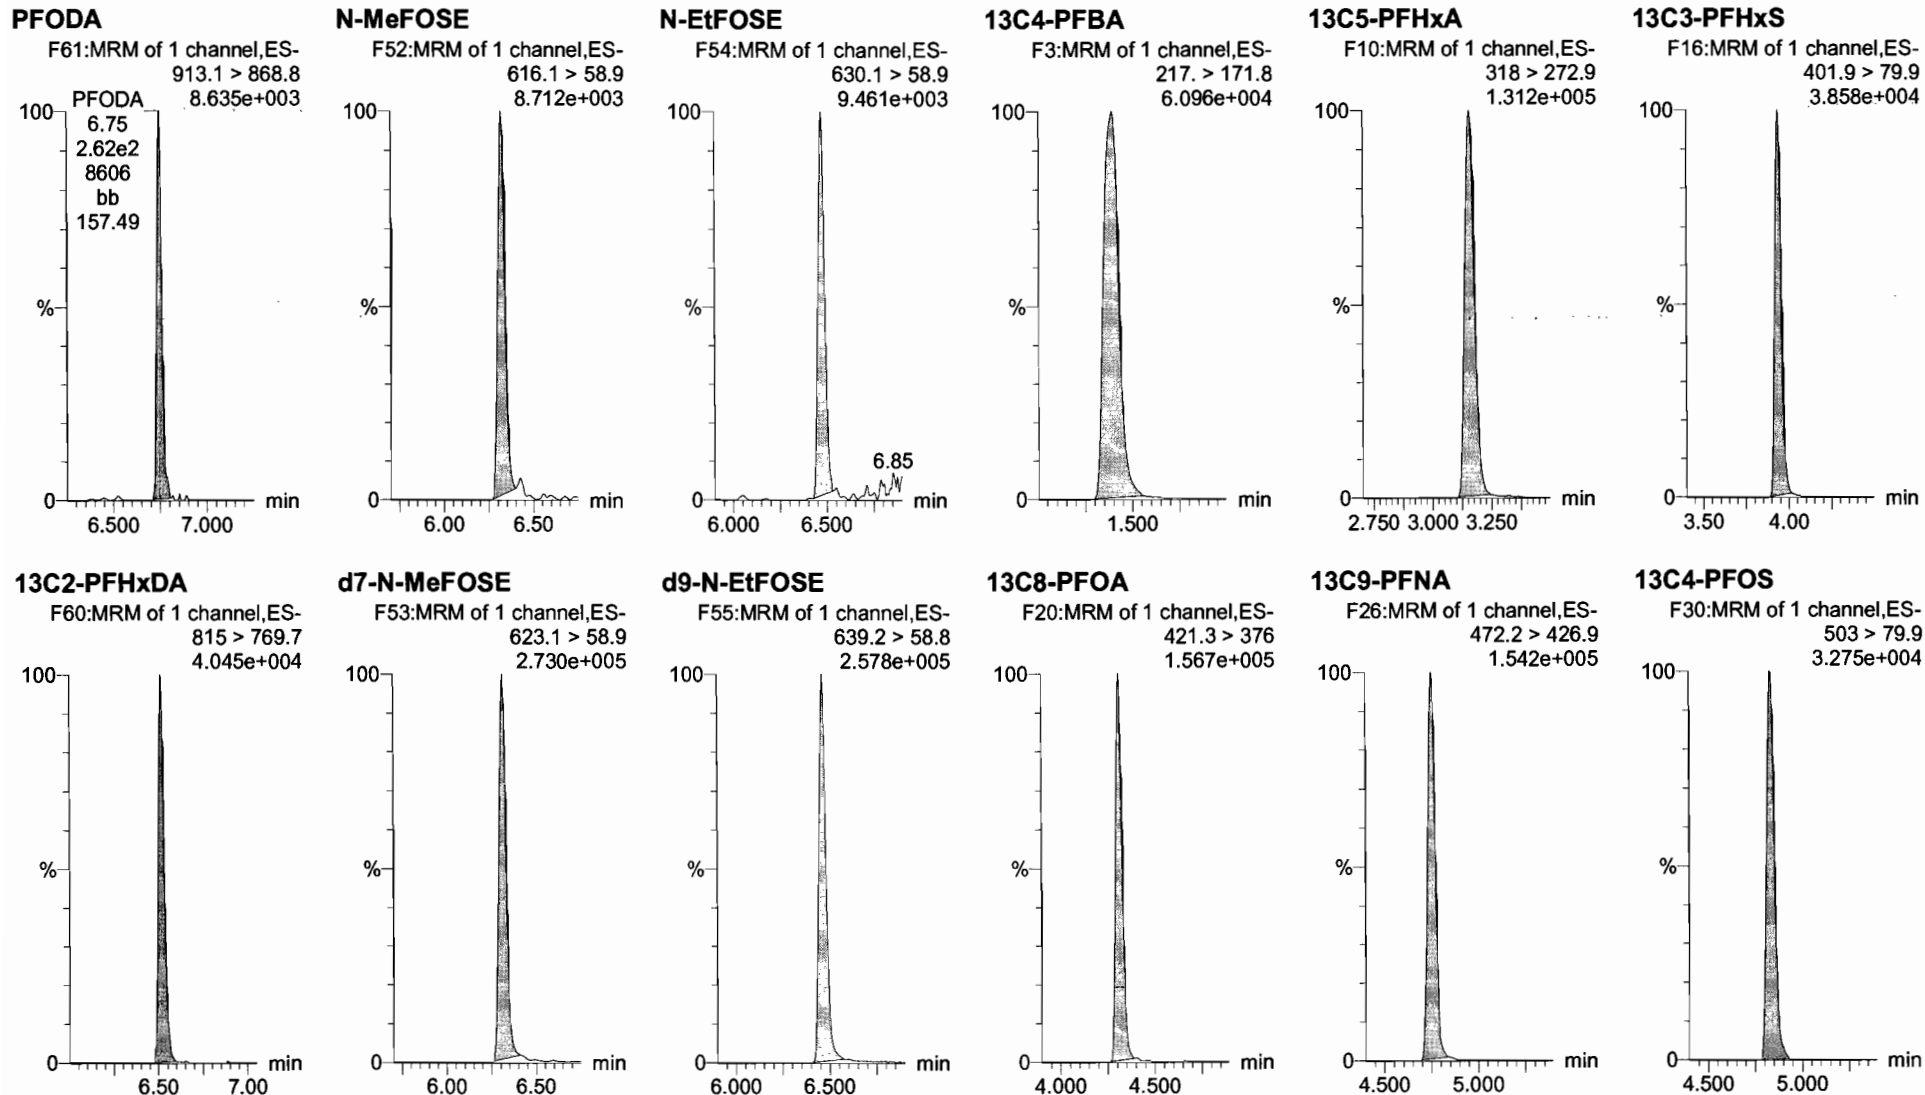 PFODA
F61:MRM of 1 channel,ES-
913.1 > 868.8
8.635e+003
100
PFODA
6.75
2.62e2
8606
bb
157.49
%
0
min
6.500 7.000
N-MeFOSE
F52:MRM of 1 channel,ES-
616.1 > 58.9
8.712e+003
100
%
0
min
6.00 6.50
N-EtFOSE
F54:MRM of 1 channel,ES-
630.1 > 58.9
9.461e+003
100
%
6.85
0
min
6.000 6.500
13C4-PFBA
F3:MRM of 1 channel,ES-
217. > 171.8
6.096e+004
100
%
0
min
1.500
13C5-PFHxA
F10:MRM of 1 channel,ES-
318 > 272.9
1.312e+005
100
%
0
min
2.750 3.000 3.250
13C3-PFHxS
F16:MRM of 1 channel,ES-
401.9 > 79.9
3.858e+004
100
%
0
min
3.50 4.00
13C2-PFHxDA
F60:MRM of 1 channel,ES-
815 > 769.7
4.045e+004
100
%
0
min
6.50 7.00
d7-N-MeFOSE
F53:MRM of 1 channel,ES-
623.1 > 58.9
2.730e+005
100
%
0
min
6.00 6.50
d9-N-EtFOSE
F55:MRM of 1 channel,ES-
639.2 > 58.8
2.578e+005
100
%
0
min
6.000 6.500
13C8-PFOA
F20:MRM of 1 channel,ES-
421.3 > 376
1.567e+005
100
%
0
min
4.000 4.500
13C9-PFNA
F26:MRM of 1 channel,ES-
472.2 > 426.9
1.542e+005
100
%
0
min
4.500 5.000
13C4-PFOS
F30:MRM of 1 channel,ES-
503 > 79.9
3.275e+004
100
%
0
min
4.500 5.000